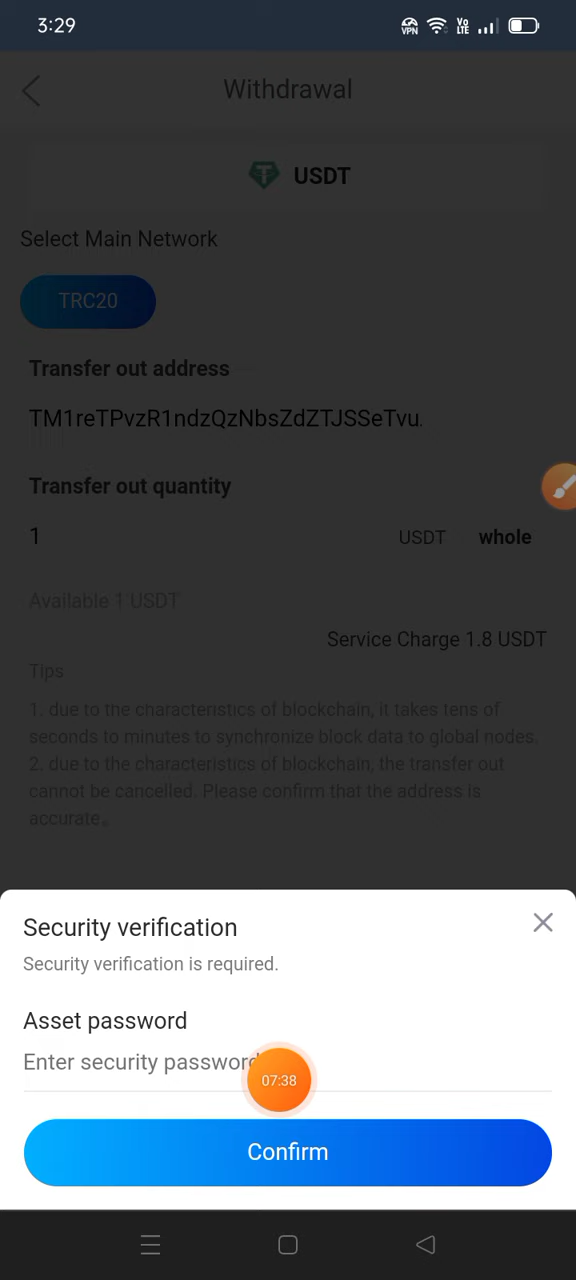 3:29
VPN
Vo
LTE
Withdrawal
USDT
Select Main Network
TRC20
Transfer out address
TM1reTPvzR1ndzQzNbsZdZTJSSeTvu.
Transfer out quantity
1 USDT whole
Available 1 USDT
Service Charge 1.8 USDT
Tips
1. due to the characteristics of blockchain, it takes tens of
seconds to minutes to synchronize block data to global nodes.
2. due to the characteristics of blockchain, the transfer out
cannot be cancelled. Please confirm that the address is
accurate。
Security verification
Security verification is required.
Asset password
Enter security password
07:38
Confirm